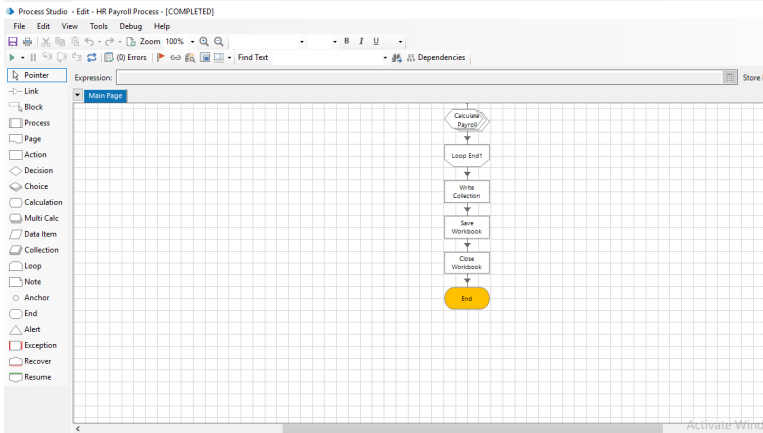 Process Studio - Edit - HR Payroll Process - [COMPLETED]
File Edit View Tools Debug Help
Zoom 100% B I U
(0) Errors Find Text Dependencies
Pointer
Expression: Store
Link
Main Page
Block
Process
Page
Action
Decision
Choice
Calculation
Multi Calc
Data Item
Collection
Loop
Note
Anchor
End
Alert
Exception
Recover
Resume
Calculate
Payroll
Loop End1
Write
Collection
Save
Workbook
Close
Workbook
End
Activate Wind